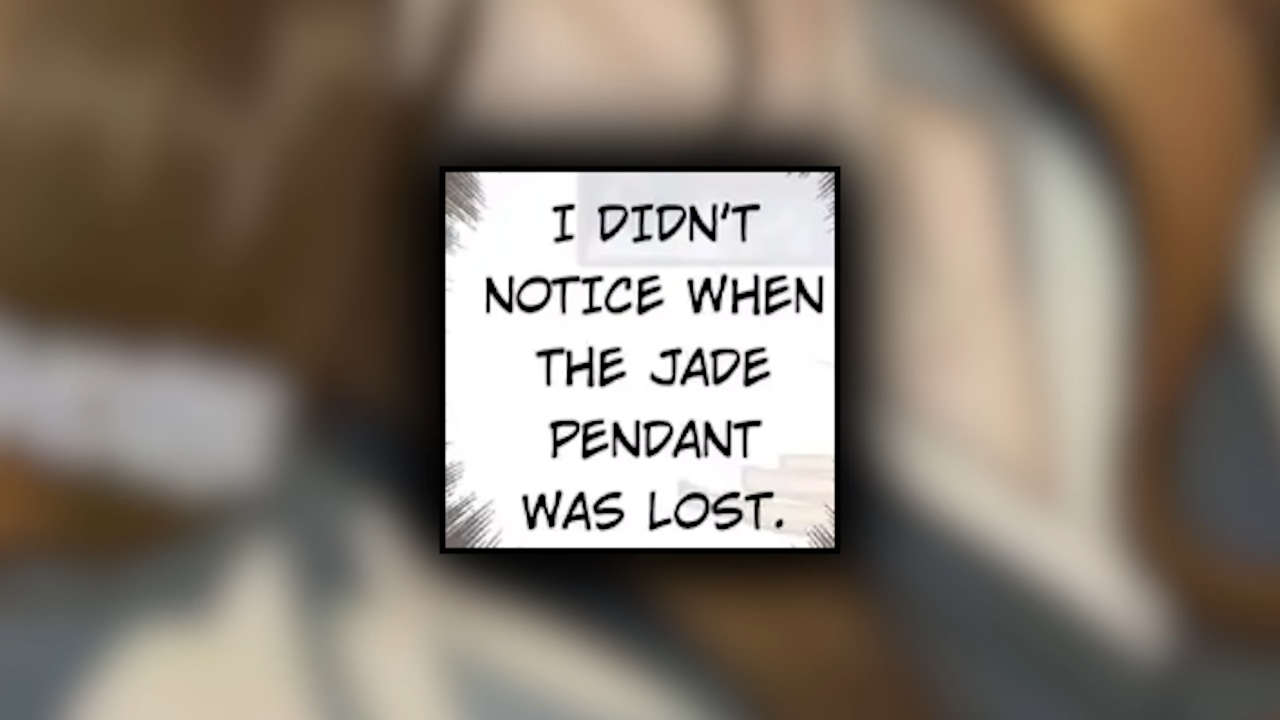 I DIDN'T
NOTICE WHEN
THE JADE
PENDANT
WAS LOST.